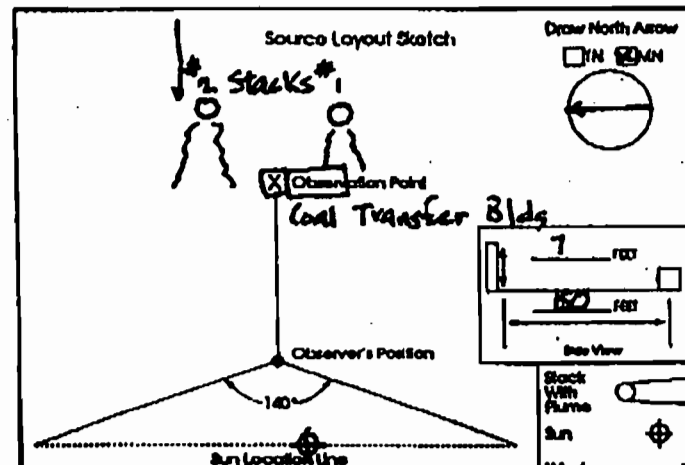 Source Layout Sketch
Draw North Arrow
TN MN
#2 Stacks #1
X Observation Point
Coal Transfer Bldg
7 FEET
150 FEET
Side View
Observer's Position
140°
Stack
With
Plume
Sun
Sun Location Line